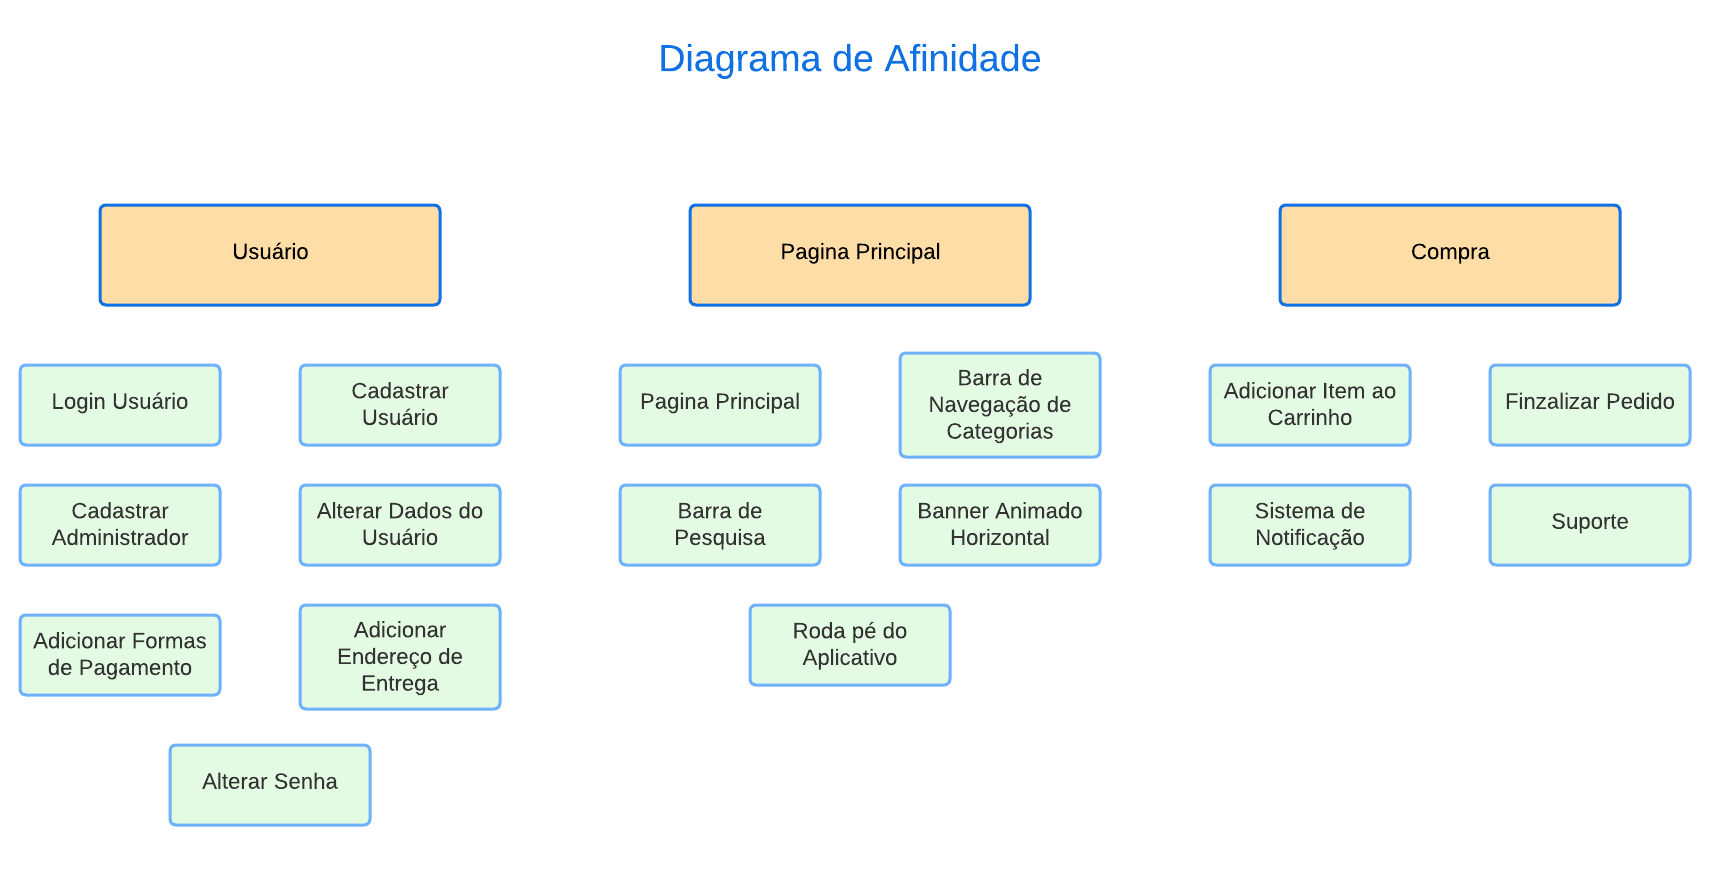 Diagrama de Afinidade
Usuário
Login Usuário
Cadastrar
Usuário
Cadastrar
Administrador
Alterar Dados do
Usuário
Adicionar Formas
de Pagamento
Adicionar
Endereço de
Entrega
Alterar Senha
Pagina Principal
Pagina Principal
Barra de
Navegação de
Categorias
Barra de
Pesquisa
Banner Animado
Horizontal
Roda pé do
Aplicativo
Compra
Adicionar Item ao
Carrinho
Finzalizar Pedido
Sistema de
Notificação
Suporte